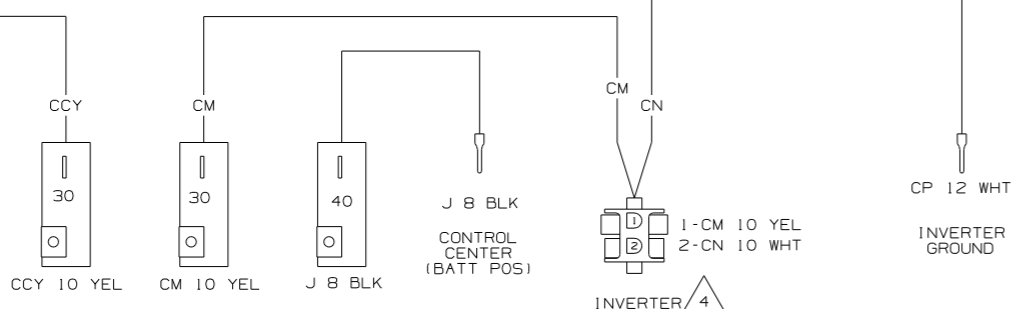 CCY
CM
CM
CN
30
30
40
J 8 BLK
CONTROL
CENTER
(BATT POS)
1
2
1-CM 10 YEL
2-CN 10 WHT
CP 12 WHT
INVERTER
GROUND
CCY 10 YEL
CM 10 YEL
J 8 BLK
INVERTER
4